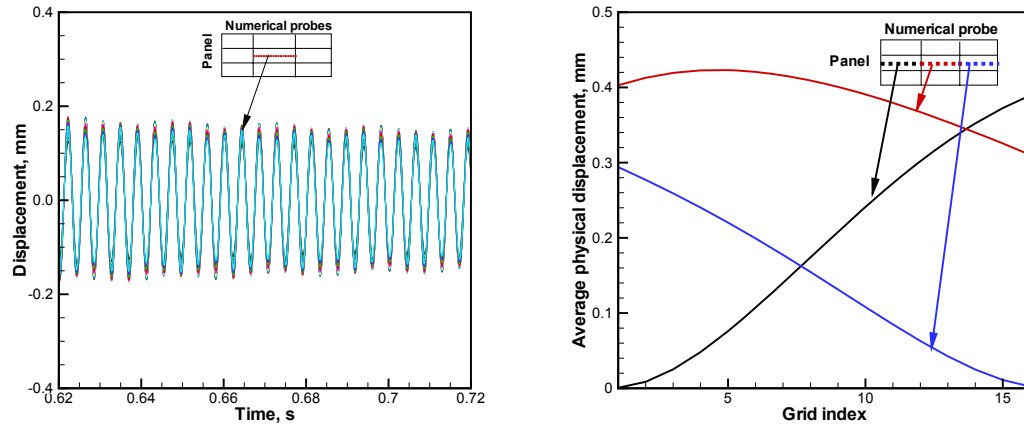 Numerical probes
Panel
Displacement, mm
0.4
0.2
0.0
-0.2
-0.4
0.62
0.64
0.66
0.68
0.7
0.72
Time, s
Numerical probe
Panel
Average physical displacement, mm
0.5
0.4
0.3
0.2
0.1
0
5
10
15
Grid index